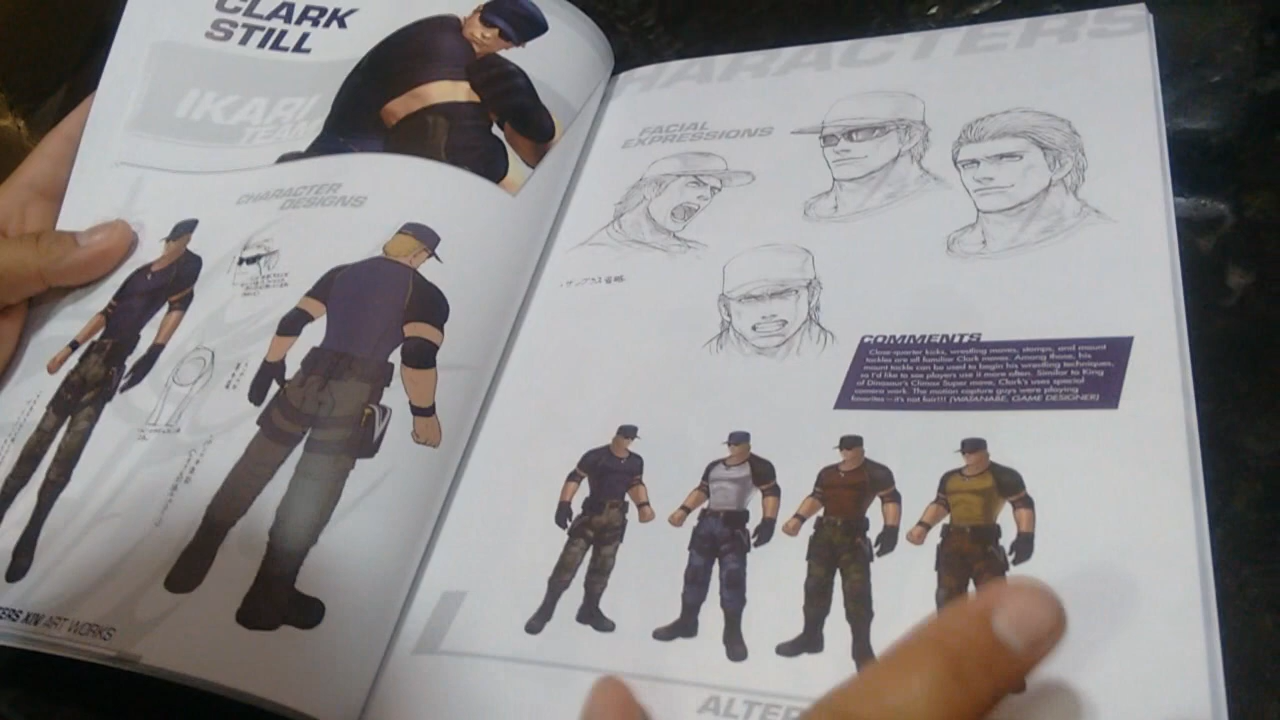 CLARK
STILL
IKARI
TEAM
CHARACTER
DESIGNS
ERS XIV ART WORKS
HARACTERS
FACIAL
EXPRESSIONS
COMMENTS
Close-quarter kicks, wrestling moves, stomps, and mount
tackles are all familiar Clark moves. Among those, his
mount tackle can be used to begin his wrestling techniques,
so I'd like to see players use it more often. Similar to King
of Dinosaur's Climax Super move, Clark's uses special
camera work. The motion capture guys were playing
favorites—it's not fair!!! (WATANABE, GAME DESIGNER)
ALTER